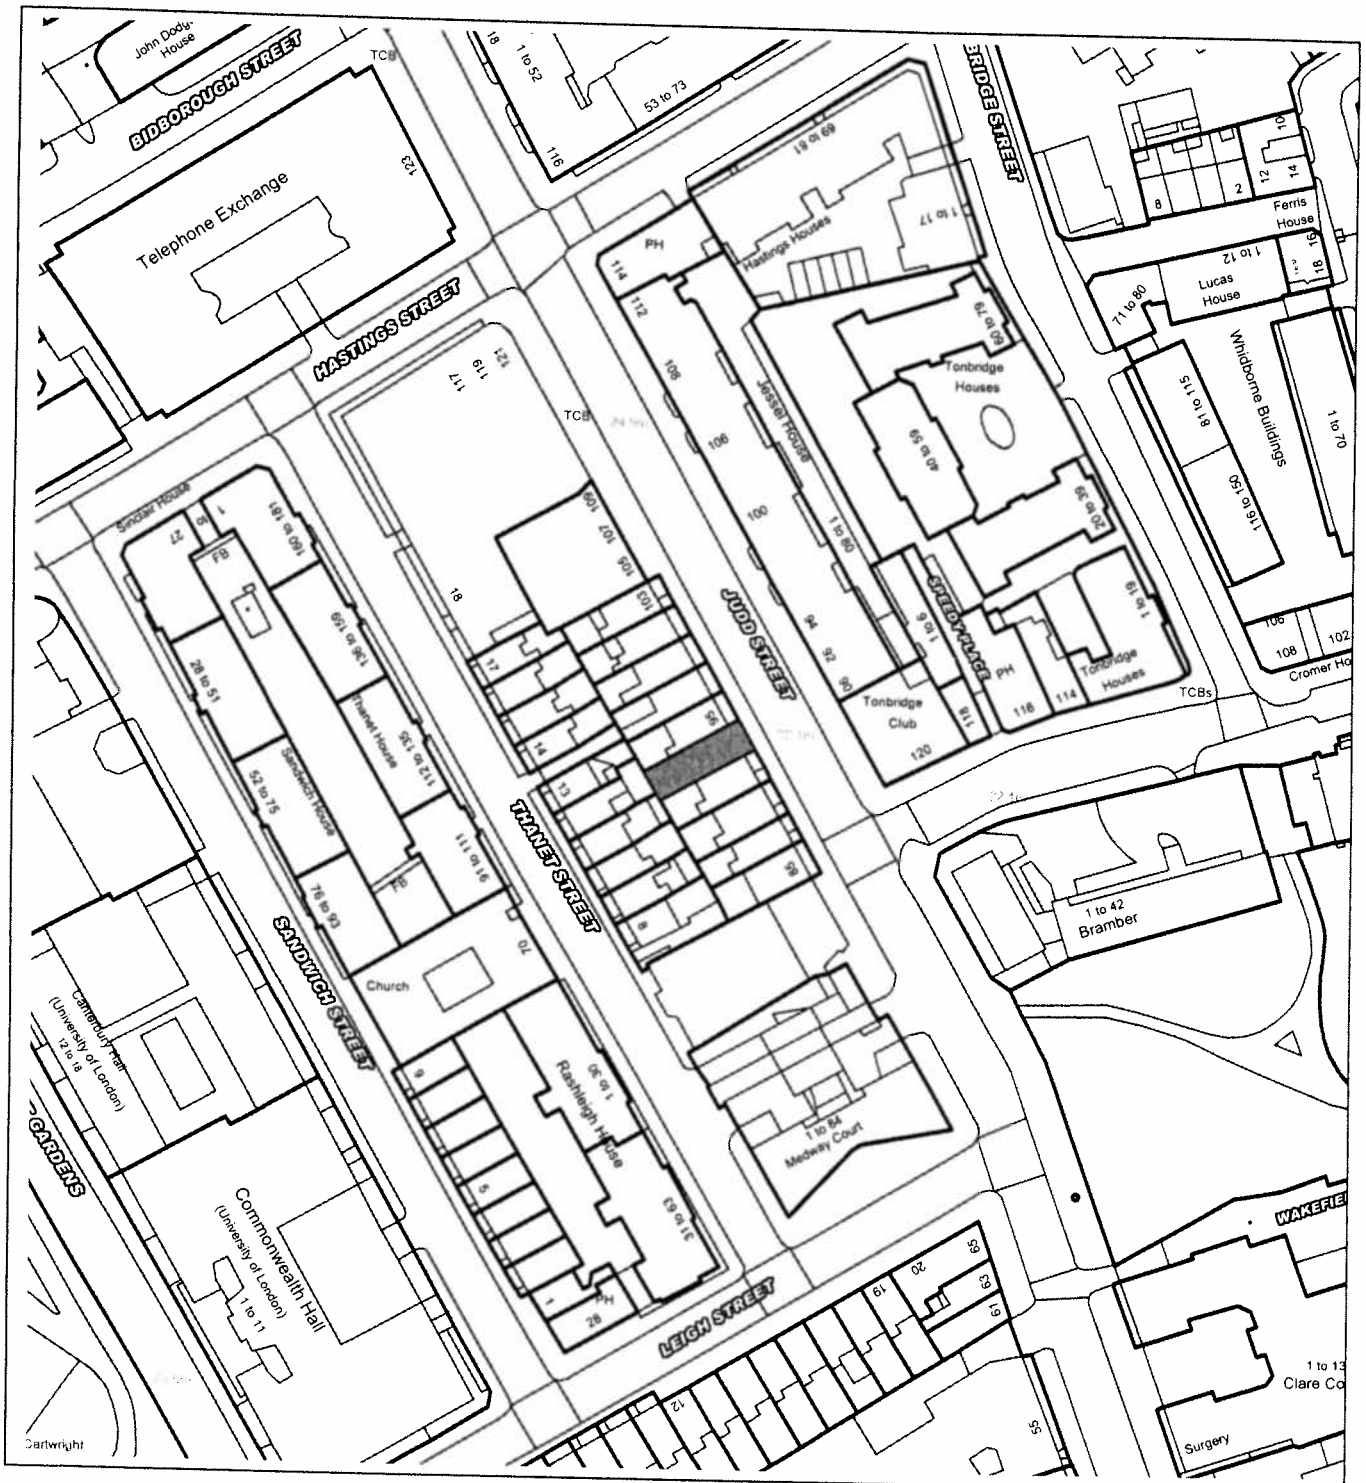 John Dodg-
House
BIDBOROUGH STREET
TCB
18
1 to 52
53 to 73
116
BRIDGE STREET
69 to 81
1 to 17
Hastings Houses
PH
114
112
123
Telephone Exchange
HASTINGS STREET
8
2
12
10
14
Ferris
House
16
18
1 to 12
Lucas
House
71 to 80
Whidborne Buildings
81 to 115
116 to 150
1 to 70
106
108
102
Cromer Ho
121
119
117
TCB
108
106
100
94
92
90
Jessel House
1 to 80
60 to 79
Tonbridge
Houses
40 to 59
20 to 39
1 to 19
Tonbridge
Houses
SPEEDY PLACE
1 to 6
PH
116
114
118
Tonbridge
Club
120
TCBs
JUDD STREET
109
107
105
103
95
85
18
17
14
13
8
THANET STREET
Sinclair House
27
1
to
FB
160 to 181
136 to 159
Thanet House
112 to 135
91 to 111
28 to 51
52 to 75
Sandwich House
76 to 93
FB
SANDWICH STREET
Church
70
Canterbury Hall
(University of London)
12 to 18
GARDENS
Commonwealth Hall
(University of London)
1 to 11
Cartwright
9
5
1
PH
28
Rashleigh House
1 to 30
31 to 63
1 to 84
Medway Court
LEIGH STREET
1 to 42
Bramber
WAKEFIE
65
63
61
20
19
12
55
1 to 13
Clare Co
Surgery